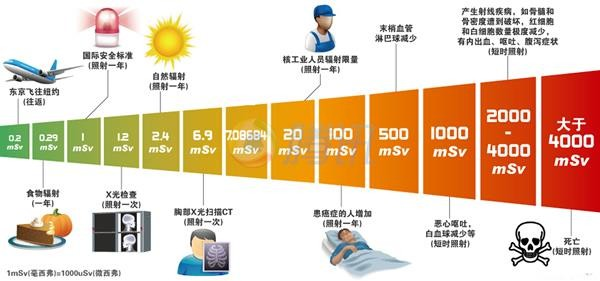 东京飞往纽约
(往返)
国际安全标准
(照射一年)
自然辐射
(照射一年)
核工业人员辐射限量
(照射一年)
末梢血管
淋巴球减少
产生射线疾病，如骨髓和
骨密度遭到破坏，红细胞
和白细胞数量极度减少，
有内出血、呕吐、腹泻症状
(短时照射)
0.2
mSv
0.29
mSv
1
mSv
1.2
mSv
2.4
mSv
6.9
mSv
7.08684
mSv
20
mSv
100
mSv
500
mSv
1000
mSv
2000
-
4000
mSv
大于
4000
mSv
食物辐射
(一年)
X光检查
(照射一次)
胸部X光扫描CT
(照射一次)
患癌症的人增加
(照射一年)
恶心呕吐，
白血球减少等
(短时照射)
死亡
(短时照射)
1mSv(毫西弗)=1000uSv(微西弗)